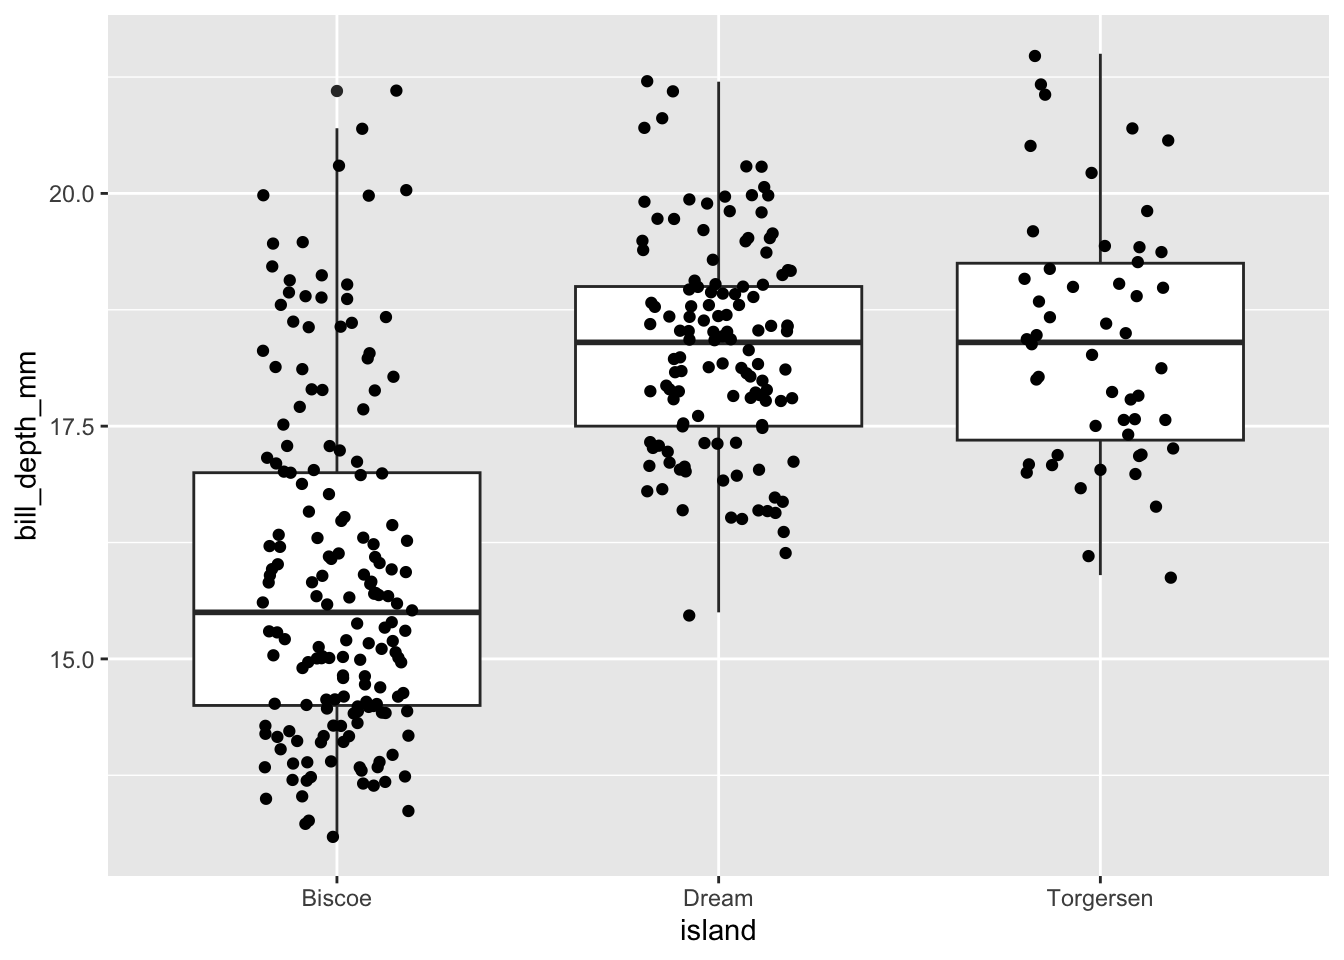 bill_depth_mm
20.0
17.5
15.0
Biscoe
Dream
Torgersen
island